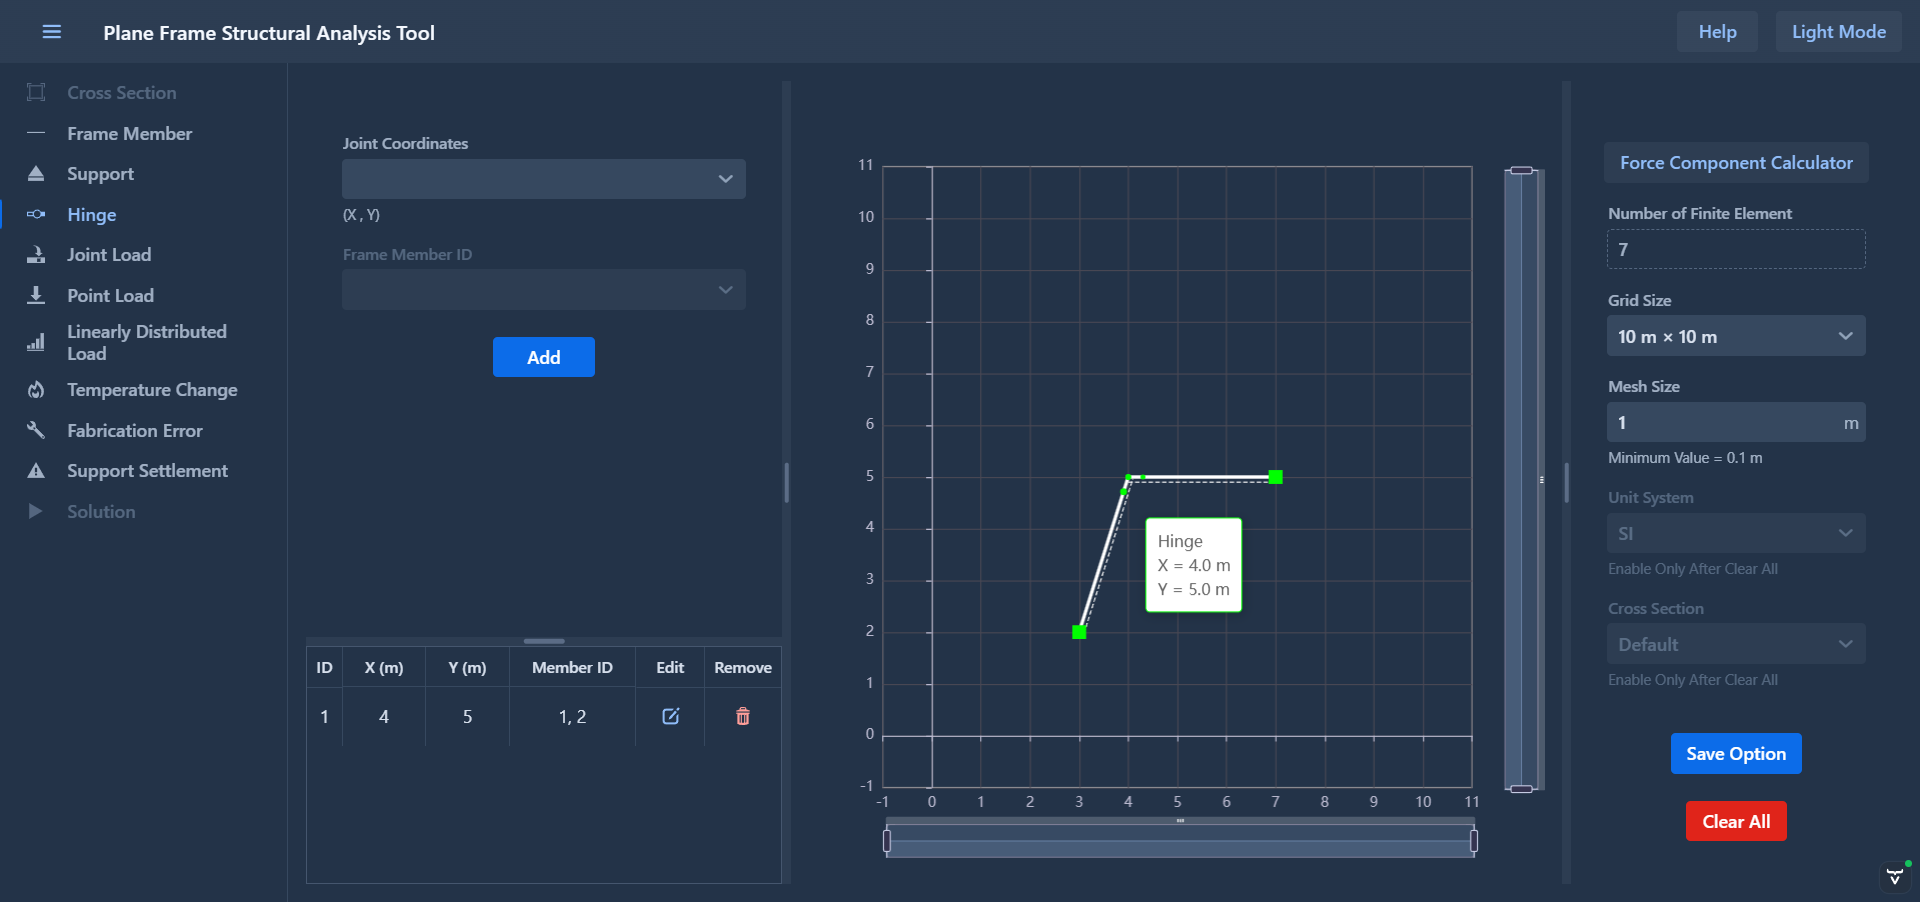 Plane Frame Structural Analysis Tool
Help
Light Mode
Cross Section
Frame Member
Support
Hinge
Joint Load
Point Load
Linearly Distributed
Load
Temperature Change
Fabrication Error
Support Settlement
Solution
Joint Coordinates
(X , Y)
Frame Member ID
Add
ID X (m) Y (m) Member ID Edit Remove
1 4 5 1, 2
11
10
9
8
7
6
5
4
3
2
1
0
-1
-1 0 1 2 3 4 5 6 7 8 9 10 11
Hinge
X = 4.0 m
Y = 5.0 m
Force Component Calculator
Number of Finite Element
7
Grid Size
10 m × 10 m
Mesh Size
1 m
Minimum Value = 0.1 m
Unit System
SI
Enable Only After Clear All
Cross Section
Default
Enable Only After Clear All
Save Option
Clear All